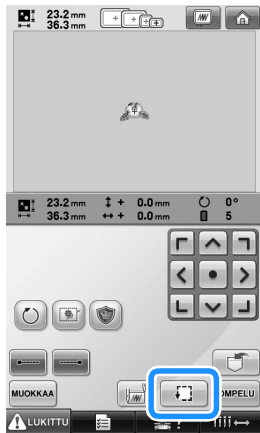 23.2 mm
36.3 mm
23.2 mm + 0.0 mm 0°
36.3 mm + 0.0 mm 5
MUOKKAA OMPELU
LUKITTU ?